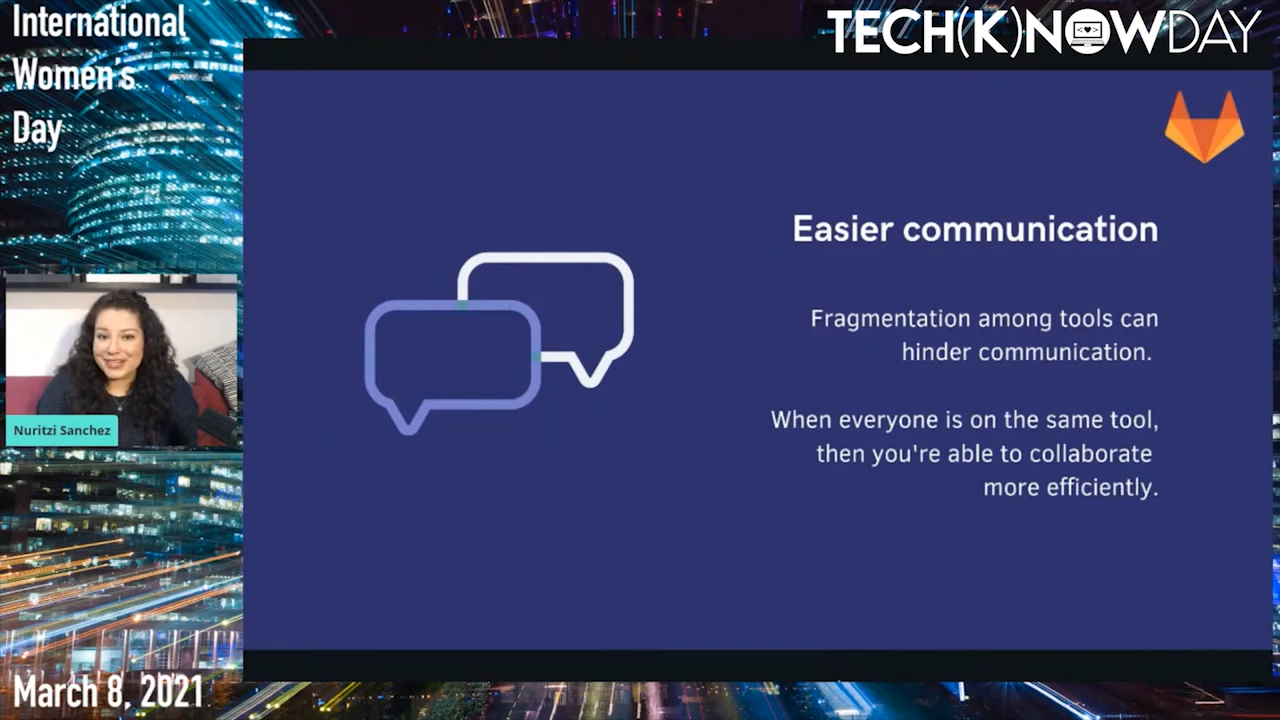 International
Women's
Day
TECH(K)NOWDAY
Easier communication
Fragmentation among tools can
hinder communication.
When everyone is on the same tool,
then you're able to collaborate
more efficiently.
Nuritzi Sanchez
March 8, 2021